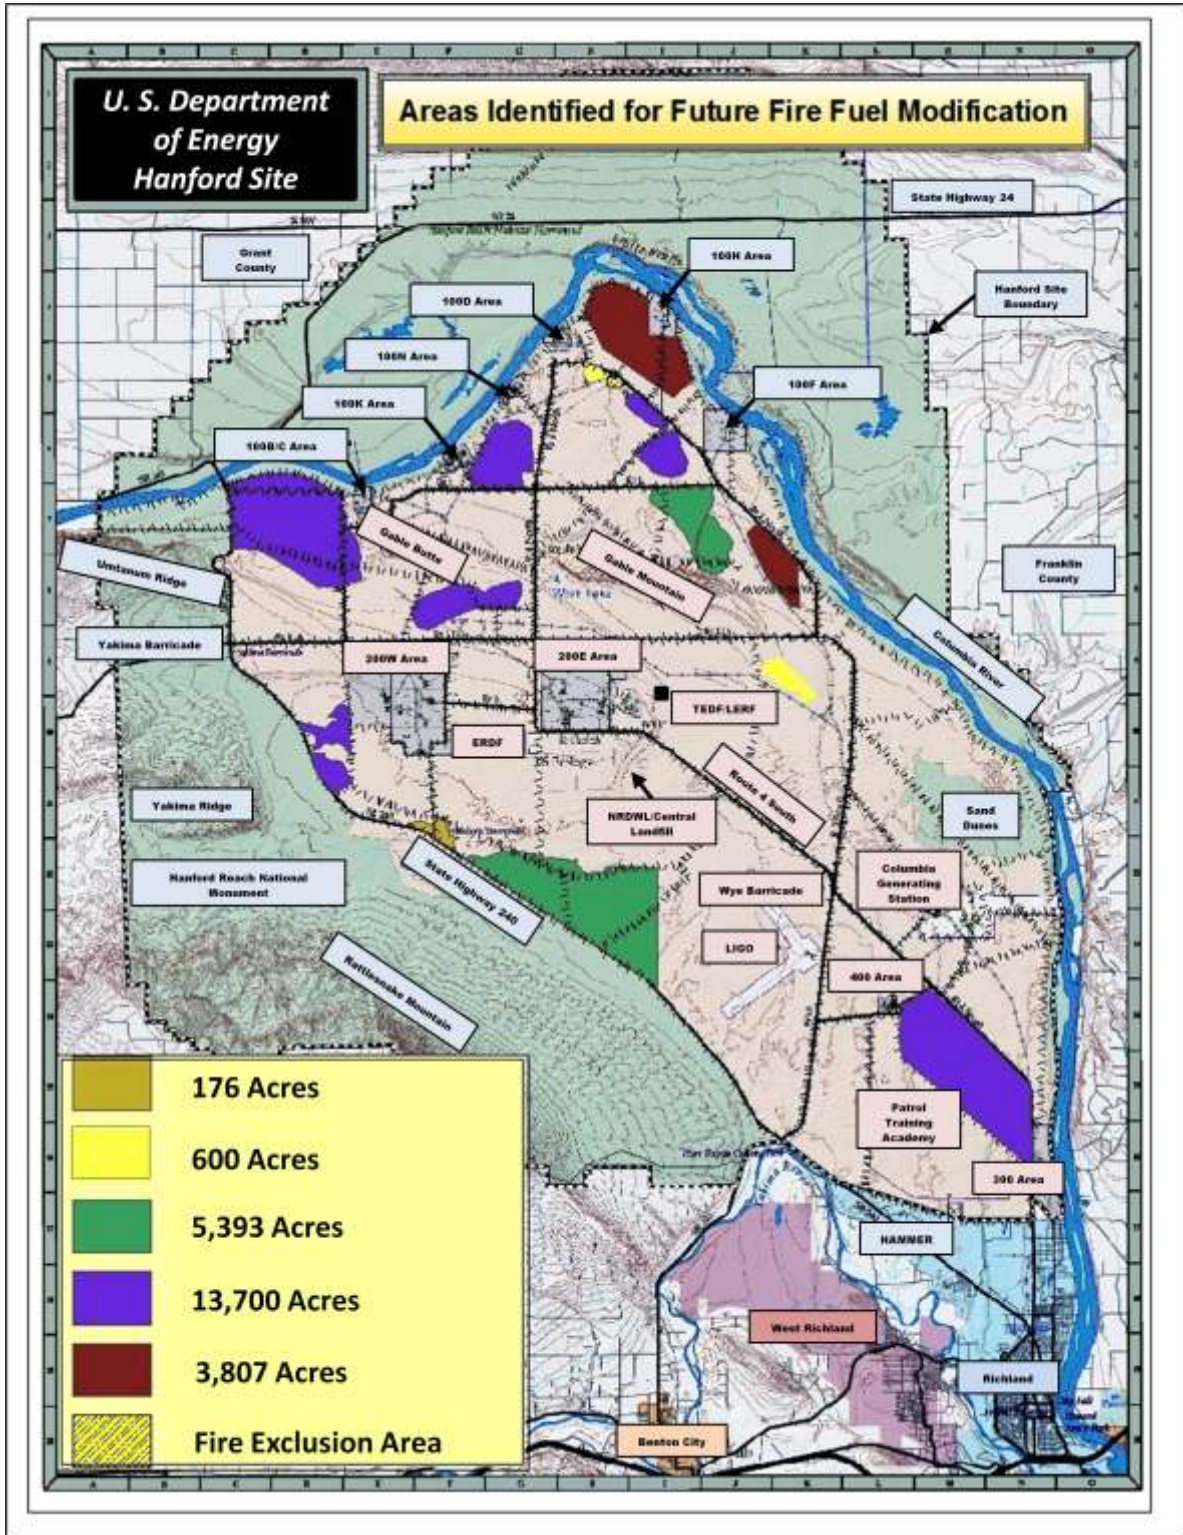 U. S. Department
of Energy
Hanford Site
Areas Identified for Future Fire Fuel Modification
State Highway 24
Grant
County
100H Area
Hanford Site
Boundary
100D Area
100N Area
100F Area
100K Area
100B/C Area
Gable Butte
Gable Mountain
Umtanum Ridge
Franklin
County
Yakima Barricade
Columbia River
200W Area
200E Area
TEDF/LERF
ERDF
Route 4 South
Yakima Ridge
NRDWL/Central
Landfill
Sand
Dunes
Hanford Reach National
Monument
State Highway 240
Wye Barricade
Columbia
Generating
Station
LIGO
Rattlesnake Mountain
400 Area
176 Acres
Patrol
Training
Academy
600 Acres
300 Area
5,393 Acres
HAMMER
13,700 Acres
West Richland
3,807 Acres
Richland
Fire Exclusion Area
Benton City